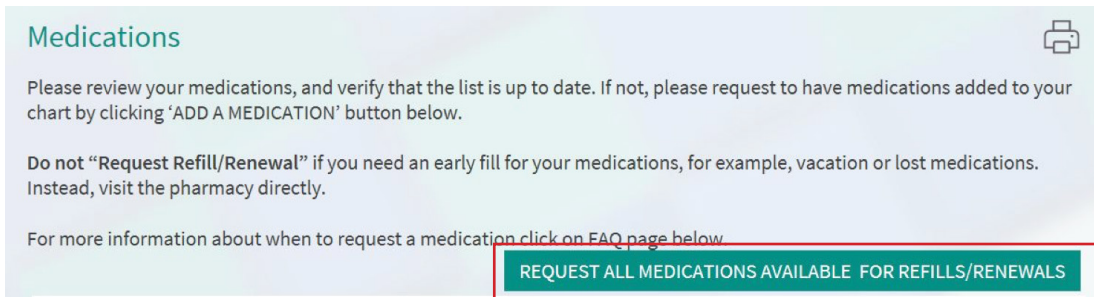 Medications
Please review your medications, and verify that the list is up to date. If not, please request to have medications added to your
chart by clicking ‘ADD A MEDICATION’ button below.
Do not “Request Refill/Renewal” if you need an early fill for your medications, for example, vacation or lost medications.
Instead, visit the pharmacy directly.
For more information about when to request a medication click on FAQ page below
REQUEST ALL MEDICATIONS AVAILABLE FOR REFILLS/RENEWALS